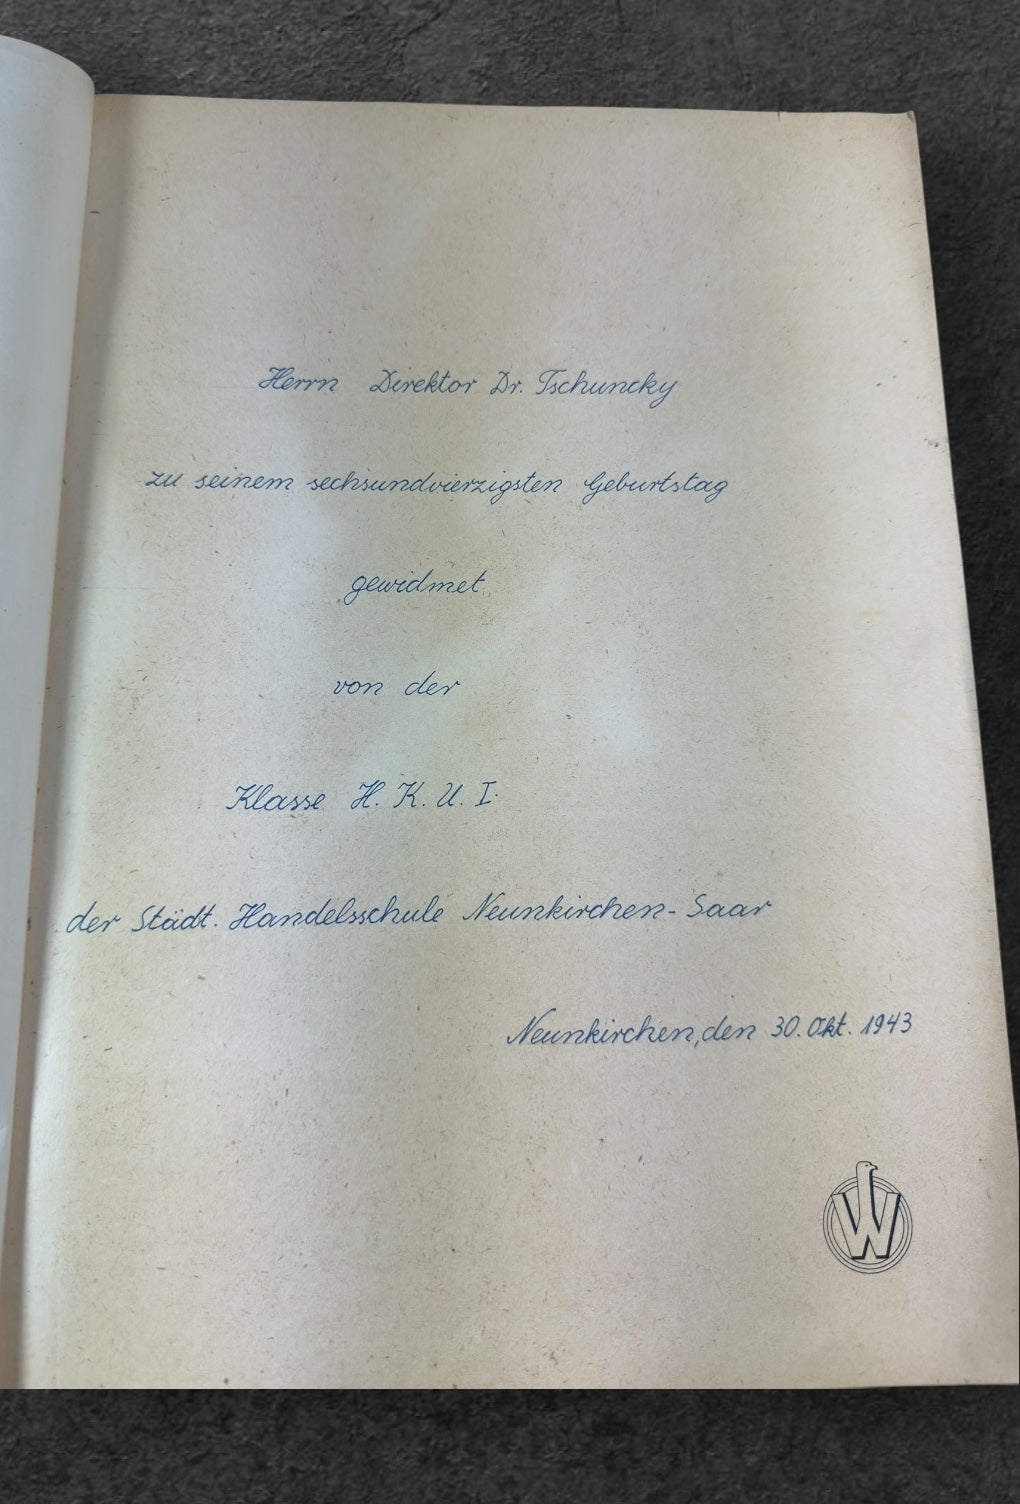 Herrn Direktor Dr. Tschuncky
zu seinem sechsundvierzigsten Geburtstag
gewidmet
von der
Klasse H. K. U. I.
der Städt. Handelsschule Neunkirchen-Saar
Neunkirchen, den 30. Okt. 1943
W